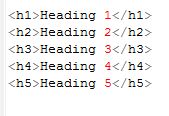 <h1>Heading 1</h1>
<h2>Heading 2</h2>
<h3>Heading 3</h3>
<h4>Heading 4</h4>
<h5>Heading 5</h5>